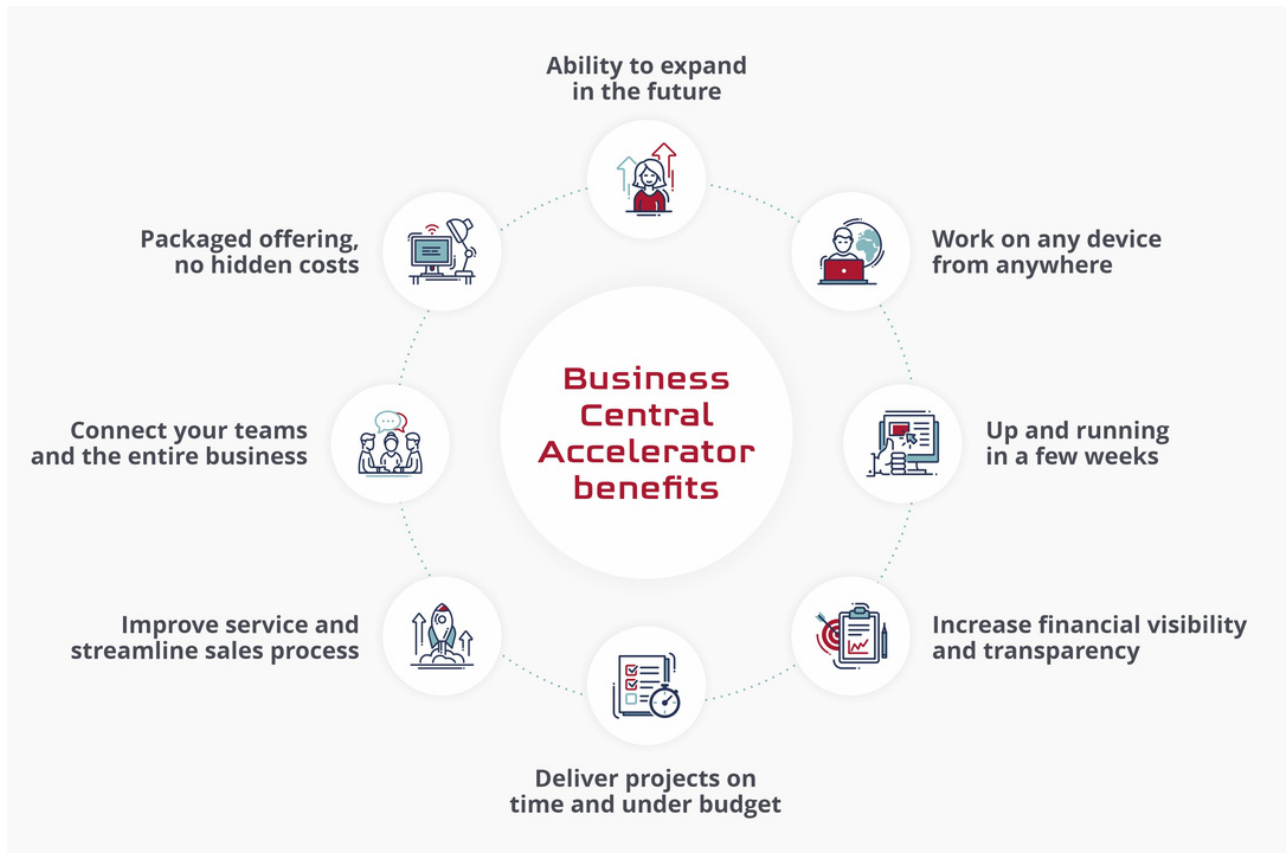 Ability to expand
in the future
Work on any device
from anywhere
Up and running
in a few weeks
Increase financial visibility
and transparency
Deliver projects on
time and under budget
Improve service and
streamline sales process
Connect your teams
and the entire business
Packaged offering,
no hidden costs
Business
Central
Accelerator
benefits